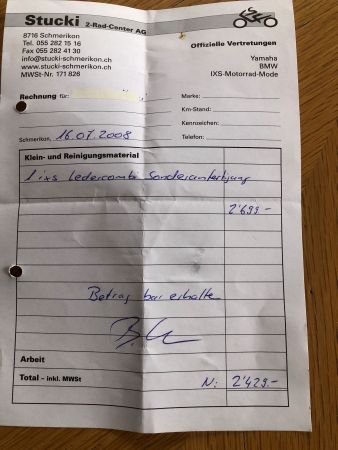 Stucki 2-Rad-Center AG
8716 Schmerikon
Tel. 055 282 15 16
Fax 055 282 41 30
info@stucki-schmerikon.ch
www.stucki-schmerikon.ch
MWSt-Nr. 171 826
Offizielle Vertretungen
Yamaha
BMW
IXS-Motorrad-Mode
Rechnung für:
Marke:
Km-Stand:
Kennzeichen:
Schmerikon, 16.07.2008
Telefon:
Klein- und Reinigungsmaterial
1 ixs Ledercombi Sonderanfertigung
2'699.-
Betrag bar erhalte
Arbeit
Total – inkl. MWSt N: 2'429.-